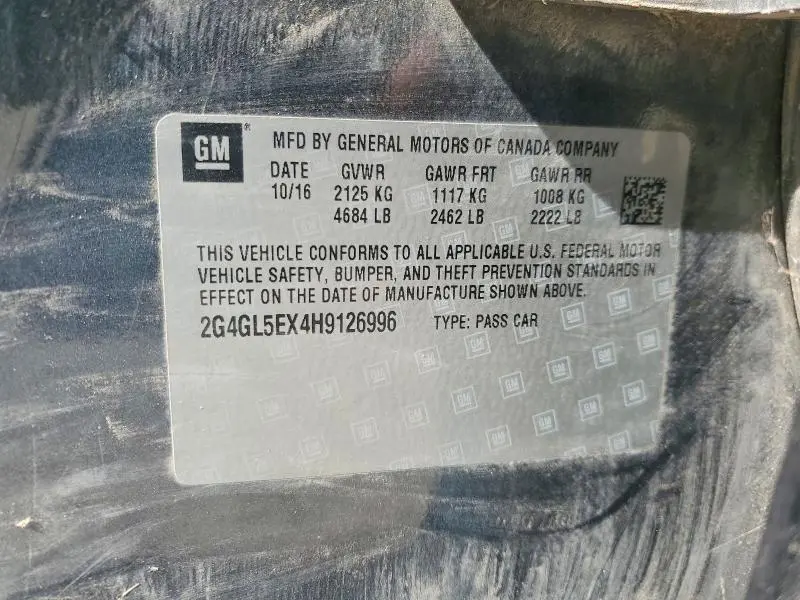 GM ® MFD BY GENERAL MOTORS OF CANADA COMPANY
DATE GVWR GAWR FRT GAWR RR
10/16 2125 KG 1117 KG 1008 KG
4684 LB 2462 LB 2222 LB
THIS VEHICLE CONFORMS TO ALL APPLICABLE U.S. FEDERAL MOTOR
VEHICLE SAFETY, BUMPER, AND THEFT PREVENTION STANDARDS IN
EFFECT ON THE DATE OF MANUFACTURE SHOWN ABOVE.
2G4GL5EX4H9126996 TYPE: PASS CAR